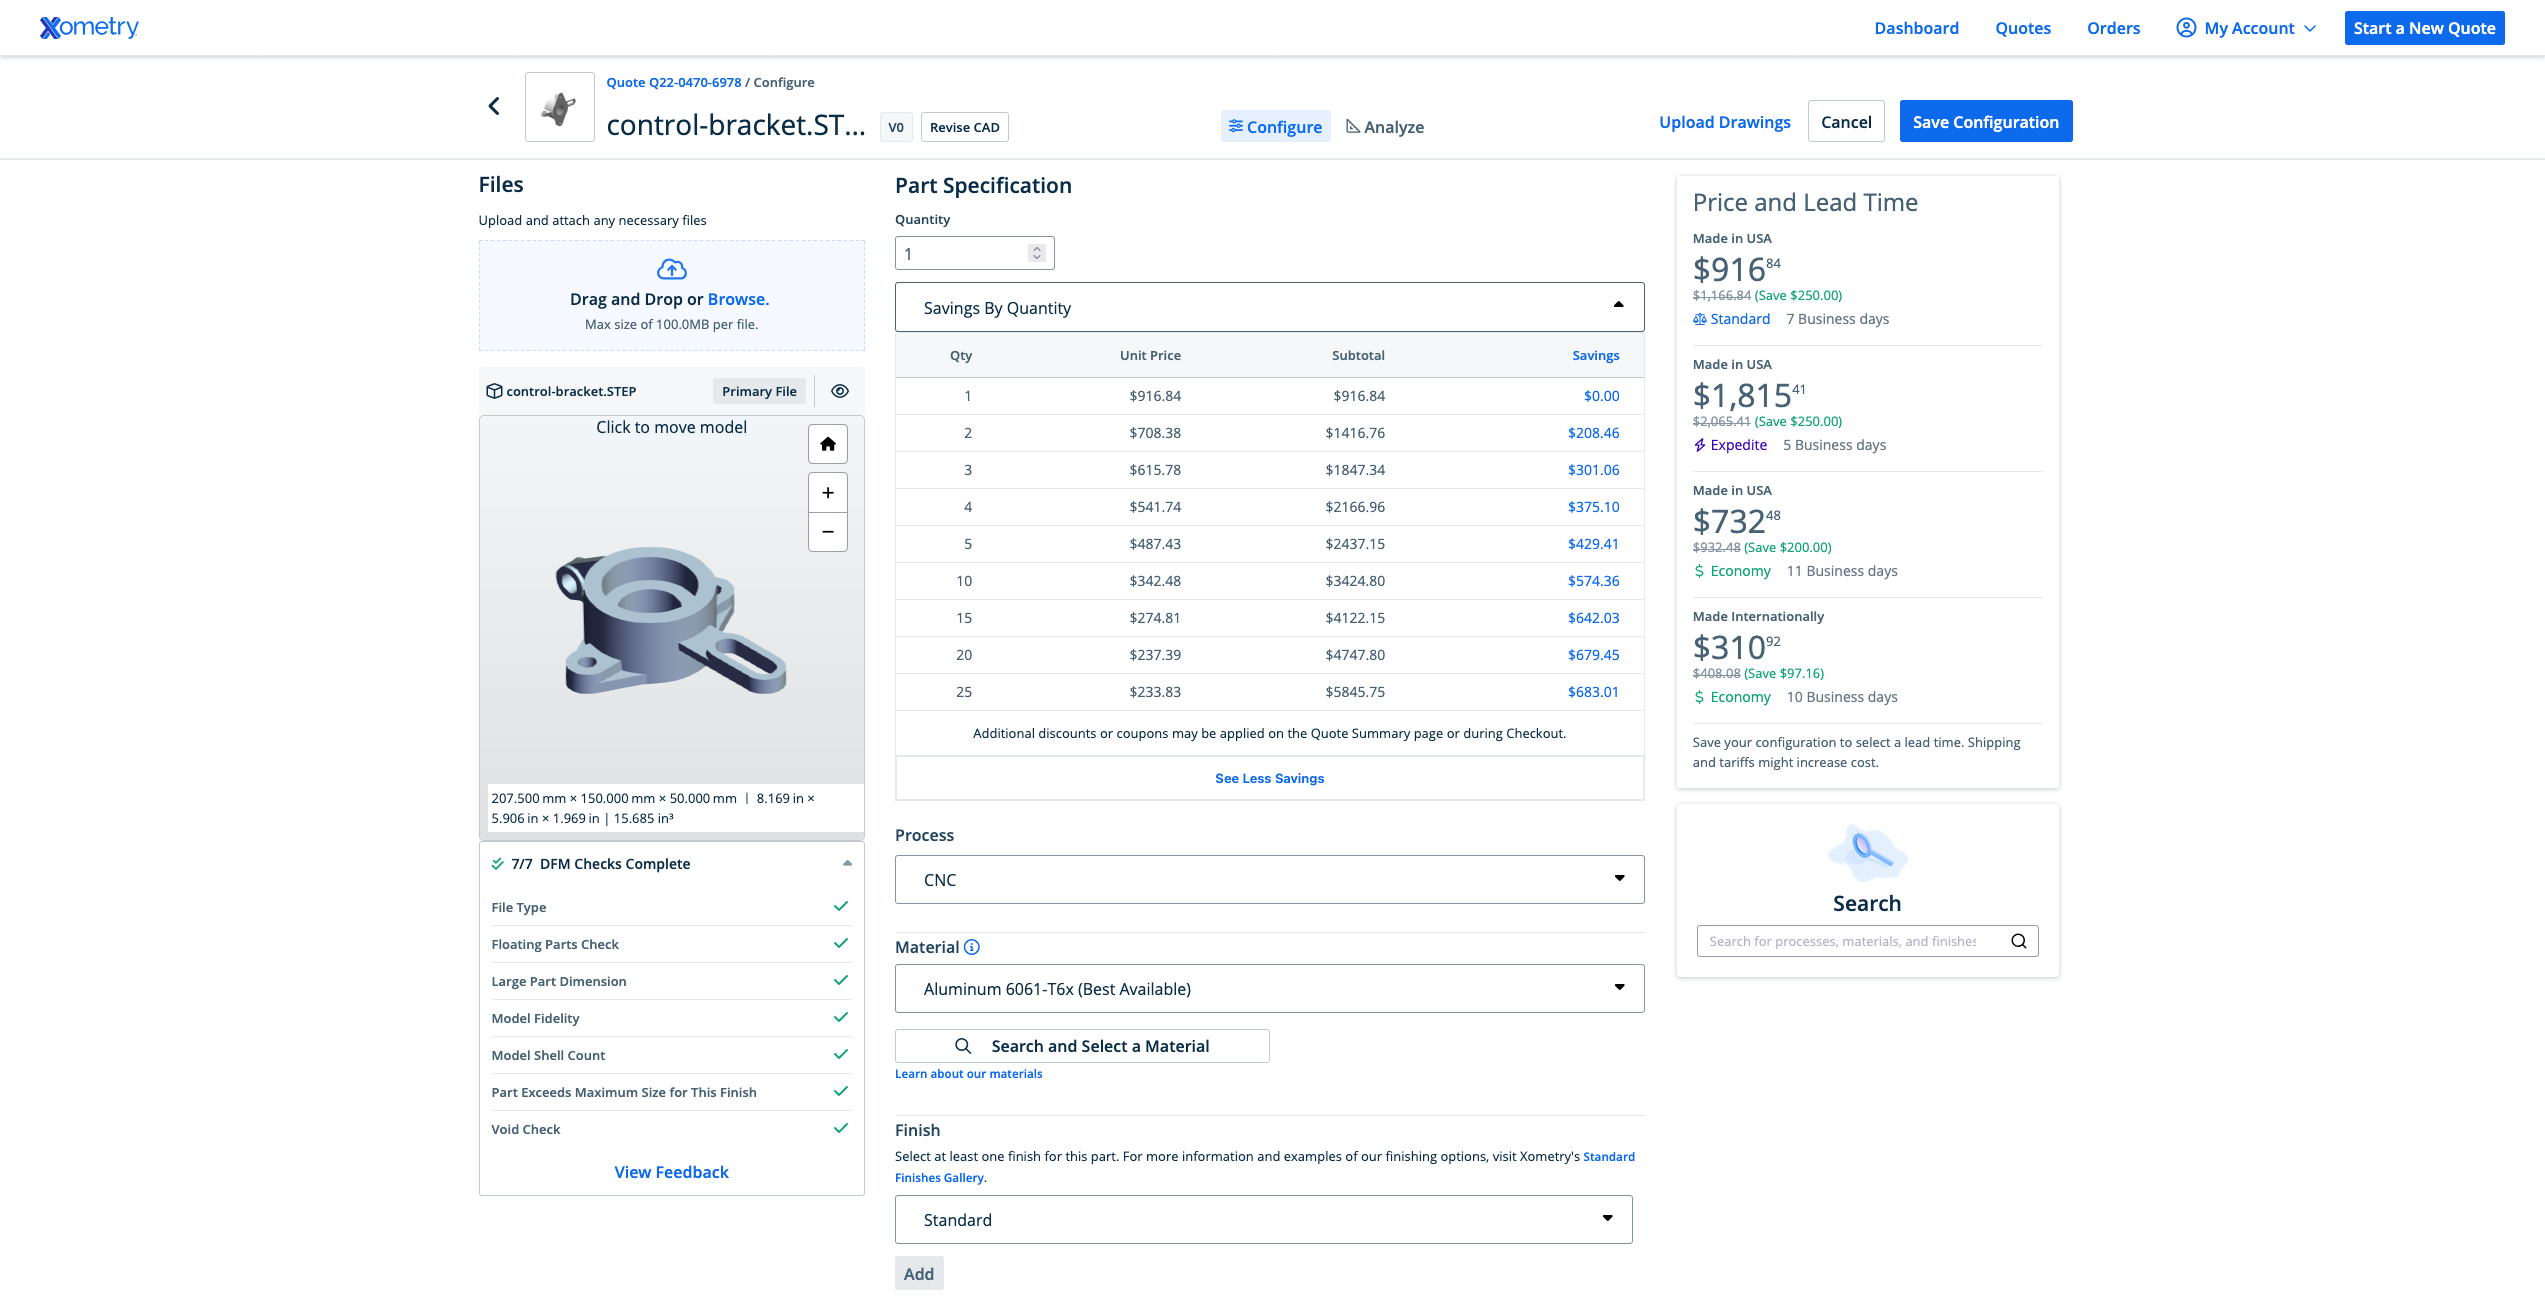 Xometry
Dashboard
Quotes
Orders
My Account
Start a New Quote
Quote Q22-0470-6978 / Configure
control-bracket.ST...
V0
Revise CAD
Configure
Analyze
Upload Drawings
Cancel
Save Configuration
Files
Upload and attach any necessary files
Drag and Drop or Browse.
Max size of 100.0MB per file.
control-bracket.STEP
Primary File
Click to move model
207.500 mm × 150.000 mm × 50.000 mm | 8.169 in ×
5.906 in × 1.969 in | 15.685 in³
7/7 DFM Checks Complete
File Type
Floating Parts Check
Large Part Dimension
Model Fidelity
Model Shell Count
Part Exceeds Maximum Size for This Finish
Void Check
View Feedback
Part Specification
Quantity
1
Savings By Quantity
Qty Unit Price Subtotal Savings
1 $916.84 $916.84 $0.00
2 $708.38 $1416.76 $208.46
3 $615.78 $1847.34 $301.06
4 $541.74 $2166.96 $375.10
5 $487.43 $2437.15 $429.41
10 $342.48 $3424.80 $574.36
15 $274.81 $4122.15 $642.03
20 $237.39 $4747.80 $679.45
25 $233.83 $5845.75 $683.01
Additional discounts or coupons may be applied on the Quote Summary page or during Checkout.
See Less Savings
Process
CNC
Material
Aluminum 6061-T6x (Best Available)
Search and Select a Material
Learn about our materials
Finish
Select at least one finish for this part. For more information and examples of our finishing options, visit Xometry's Standard
Finishes Gallery.
Standard
Add
Price and Lead Time
Made in USA
$916 84
$1,166.84 (Save $250.00)
Standard 7 Business days
Made in USA
$1,815 41
$2,065.41 (Save $250.00)
Expedite 5 Business days
Made in USA
$732 48
$932.48 (Save $200.00)
$ Economy 11 Business days
Made Internationally
$310 92
$408.08 (Save $97.16)
$ Economy 10 Business days
Save your configuration to select a lead time. Shipping
and tariffs might increase cost.
Search
Search for processes, materials, and finishes